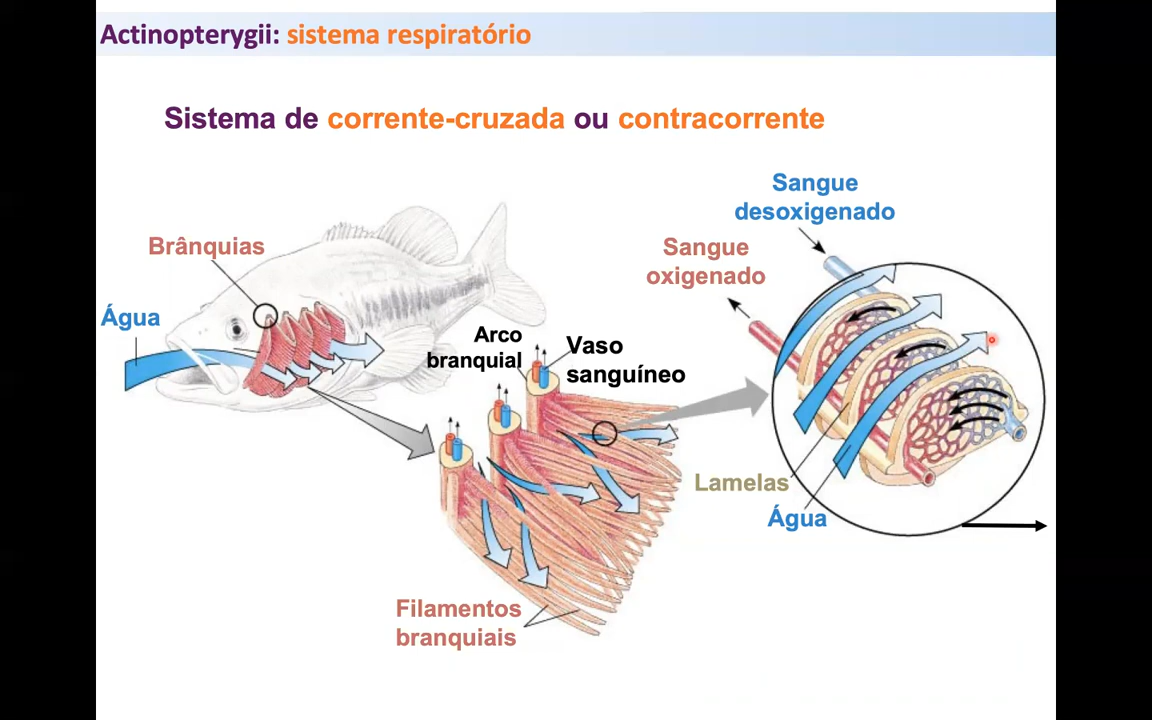 Actinopterygii: sistema respiratório
Sistema de corrente-cruzada ou contracorrente
Sangue
desoxigenado
Sangue
oxigenado
Brânquias
Água
Arco
branquial
Vaso
sanguíneo
Lamelas
Água
Filamentos
branquiais